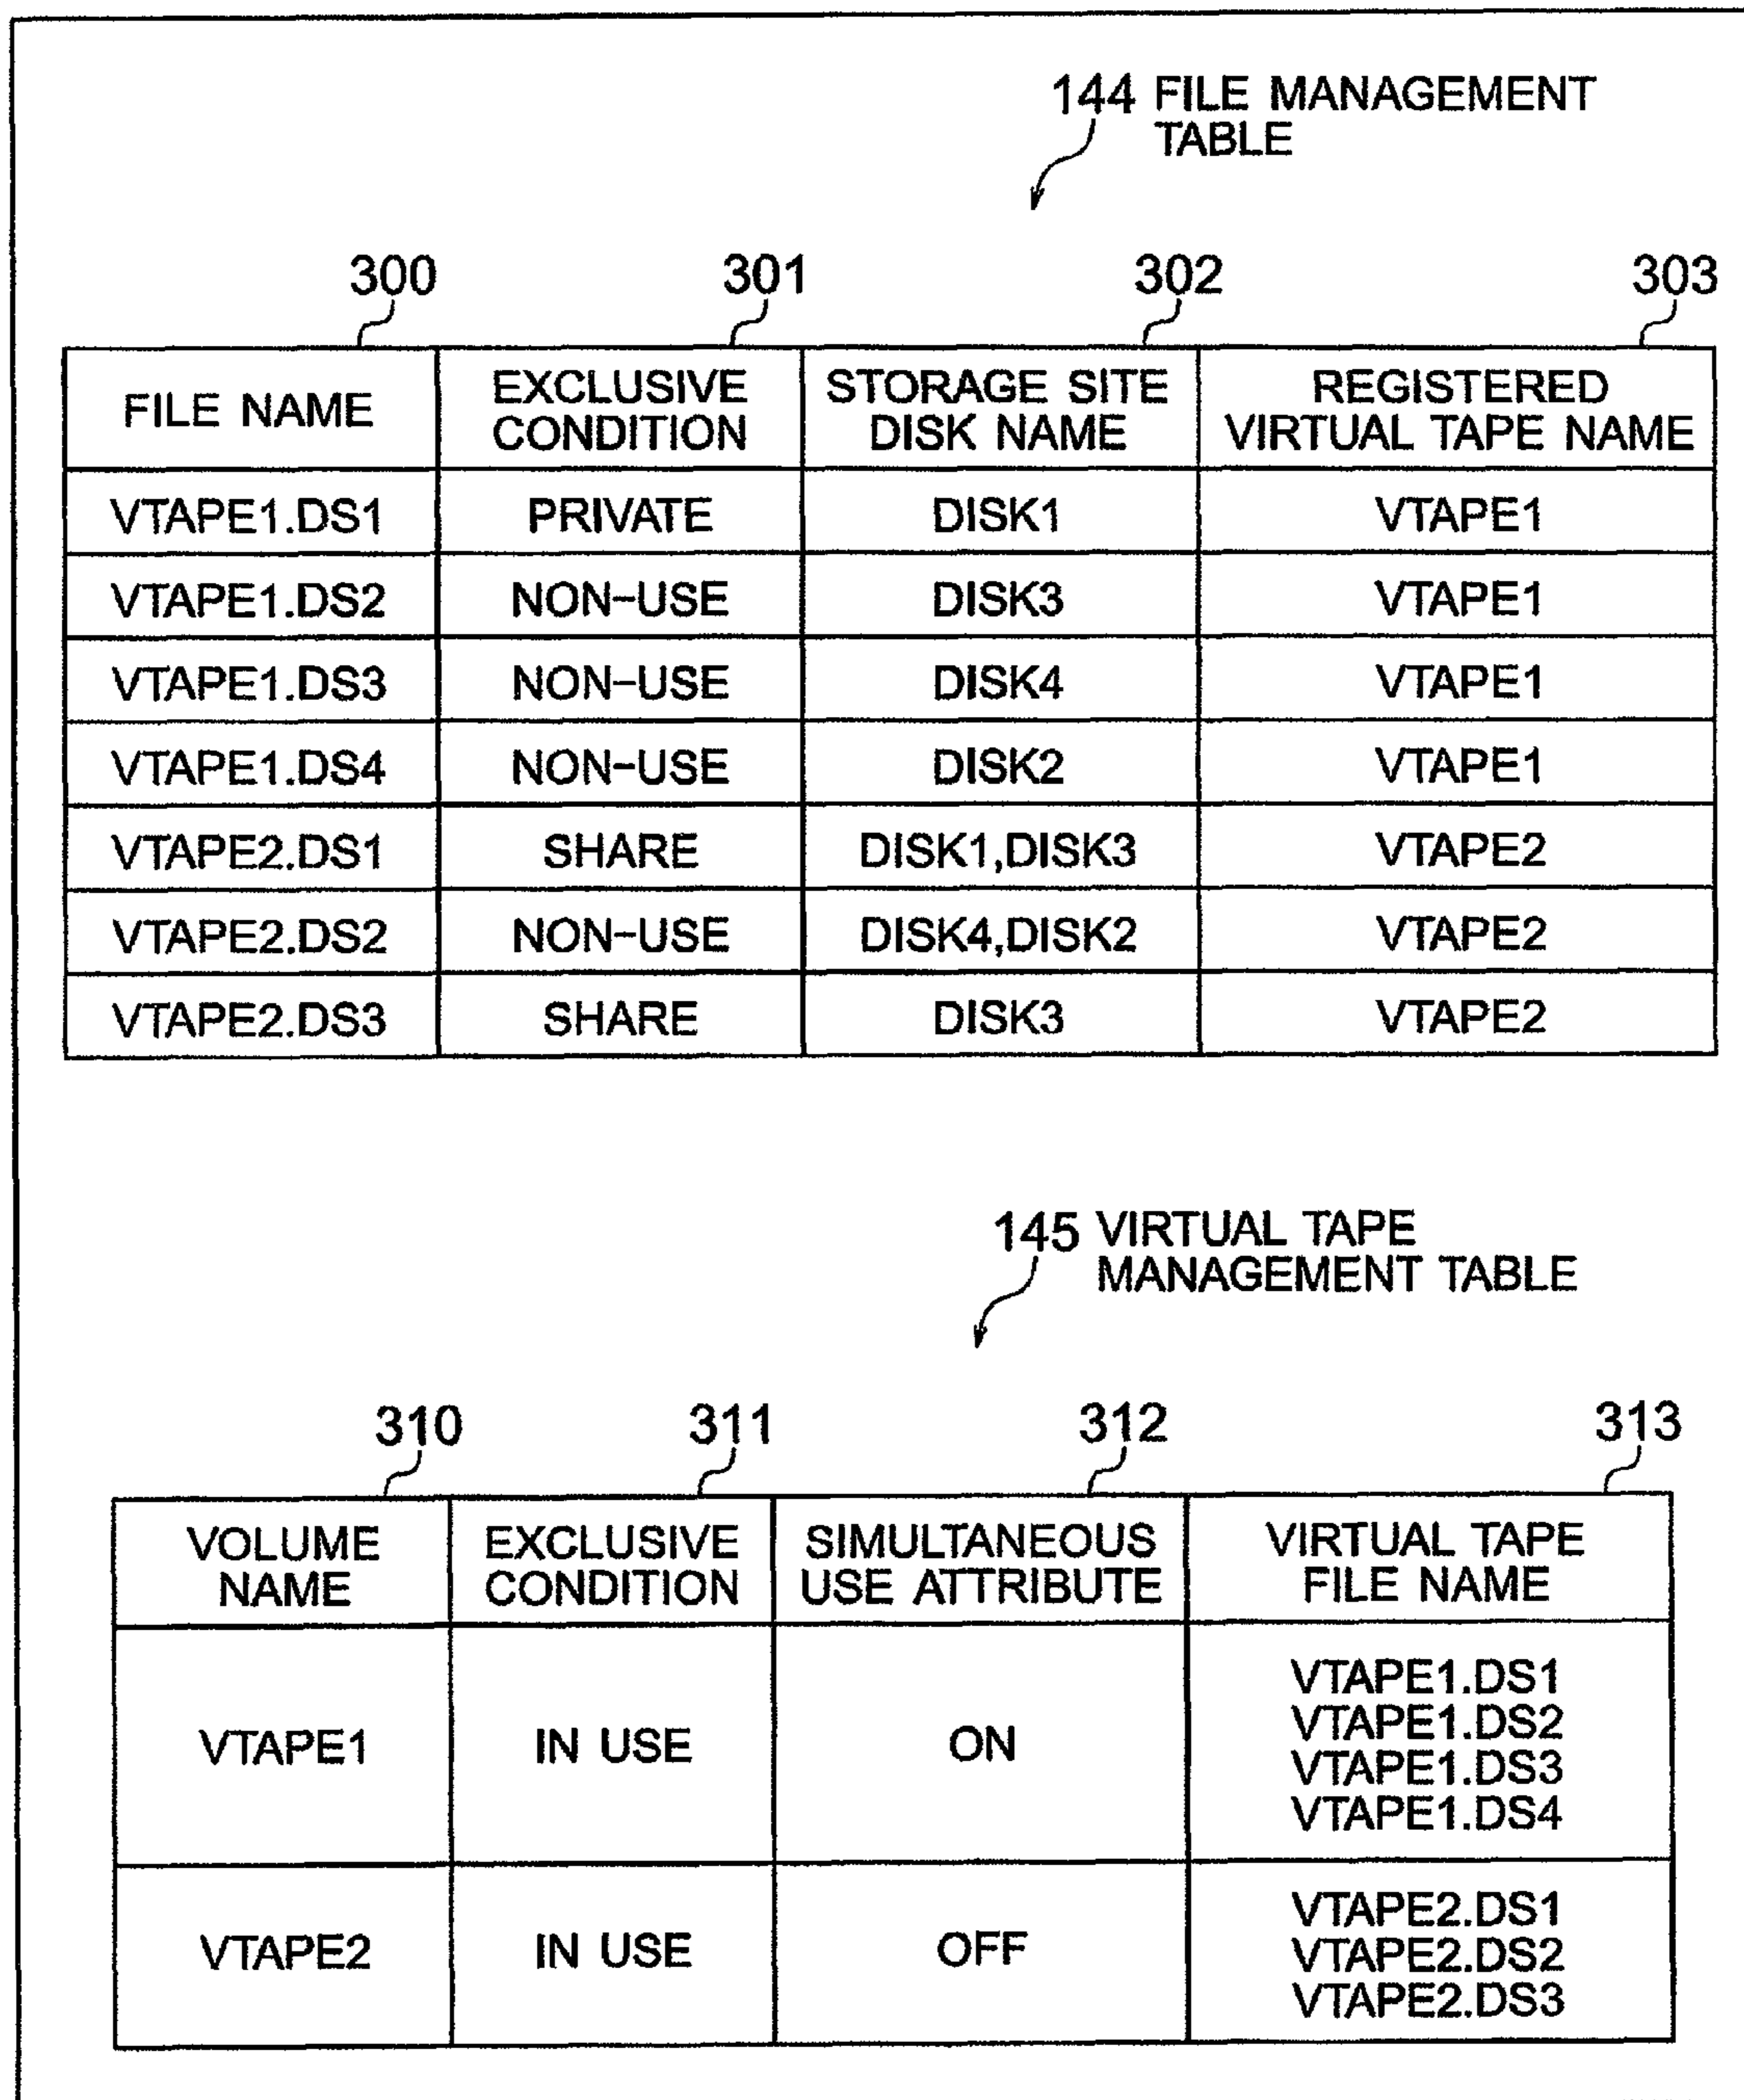 144 FILE MANAGEMENT
TABLE
300 301 302 303
FILE NAME EXCLUSIVE CONDITION STORAGE SITE DISK NAME REGISTERED VIRTUAL TAPE NAME
VTAPE1.DS1 PRIVATE DISK1 VTAPE1
VTAPE1.DS2 NON-USE DISK3 VTAPE1
VTAPE1.DS3 NON-USE DISK4 VTAPE1
VTAPE1.DS4 NON-USE DISK2 VTAPE1
VTAPE2.DS1 SHARE DISK1,DISK3 VTAPE2
VTAPE2.DS2 NON-USE DISK4,DISK2 VTAPE2
VTAPE2.DS3 SHARE DISK3 VTAPE2
145 VIRTUAL TAPE
MANAGEMENT TABLE
310 311 312 313
VOLUME NAME EXCLUSIVE CONDITION SIMULTANEOUS USE ATTRIBUTE VIRTUAL TAPE FILE NAME
VTAPE1 IN USE ON
VTAPE1.DS1
VTAPE1.DS2
VTAPE1.DS3
VTAPE1.DS4
VTAPE2 IN USE OFF
VTAPE2.DS1
VTAPE2.DS2
VTAPE2.DS3